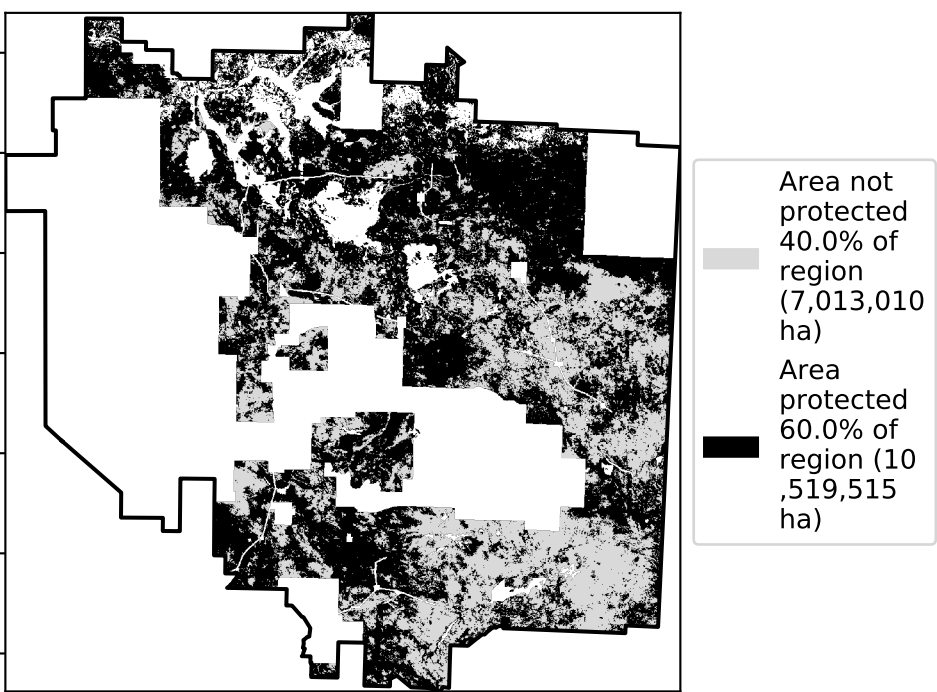 Area not
protected
40.0% of
region
(7,013,010
ha)
Area
protected
60.0% of
region (10
,519,515
ha)